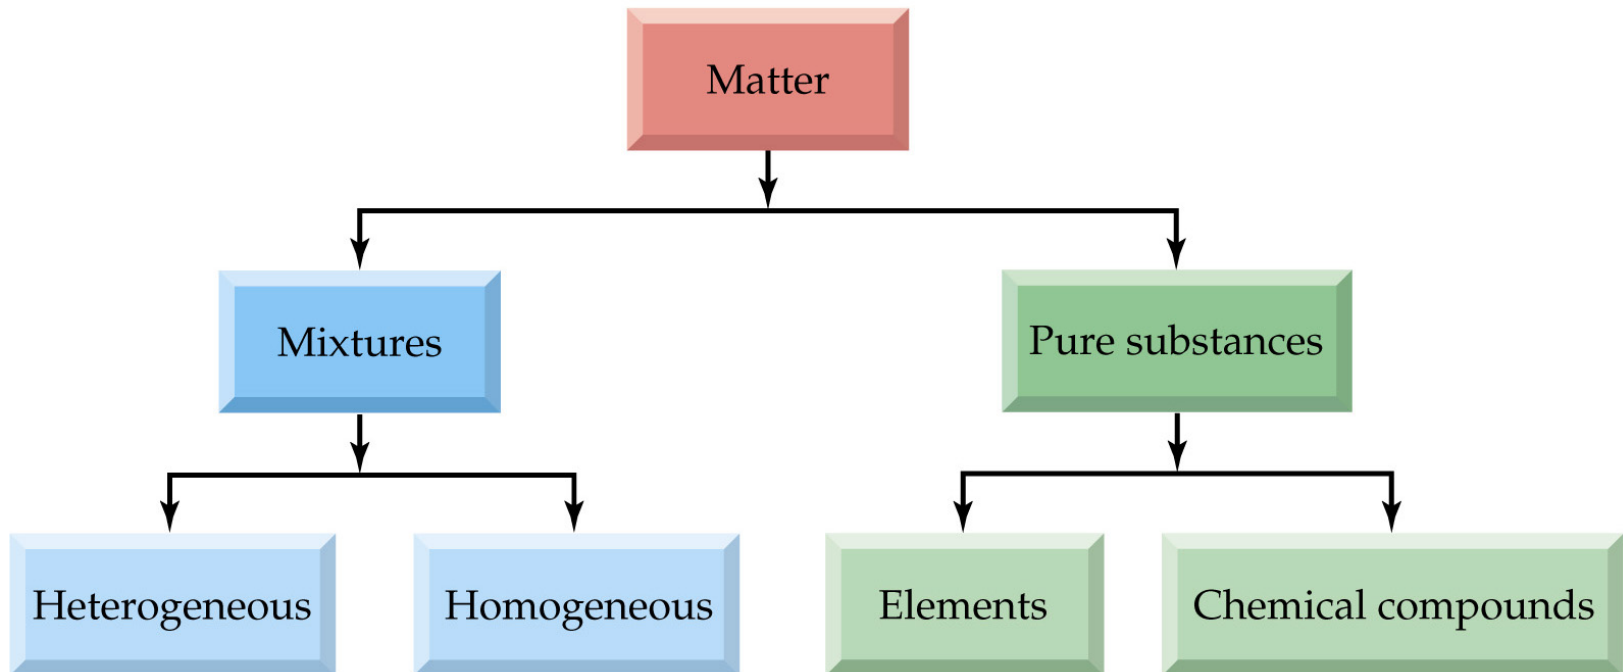 Matter
Mixtures
Pure substances
Heterogeneous
Homogeneous
Elements
Chemical compounds